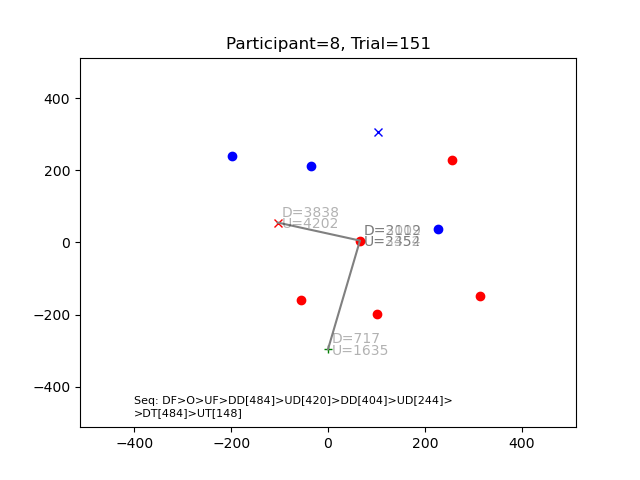 Participant=8, Trial=151
400
200
D=3838
U=4202
0
−200
D=717
U=1635
−400
Seq: DF>O>UF>DD[484]>UD[420]>DD[404]>UD[244]>
>DT[484]>UT[148]
−400 −200 0 200 400